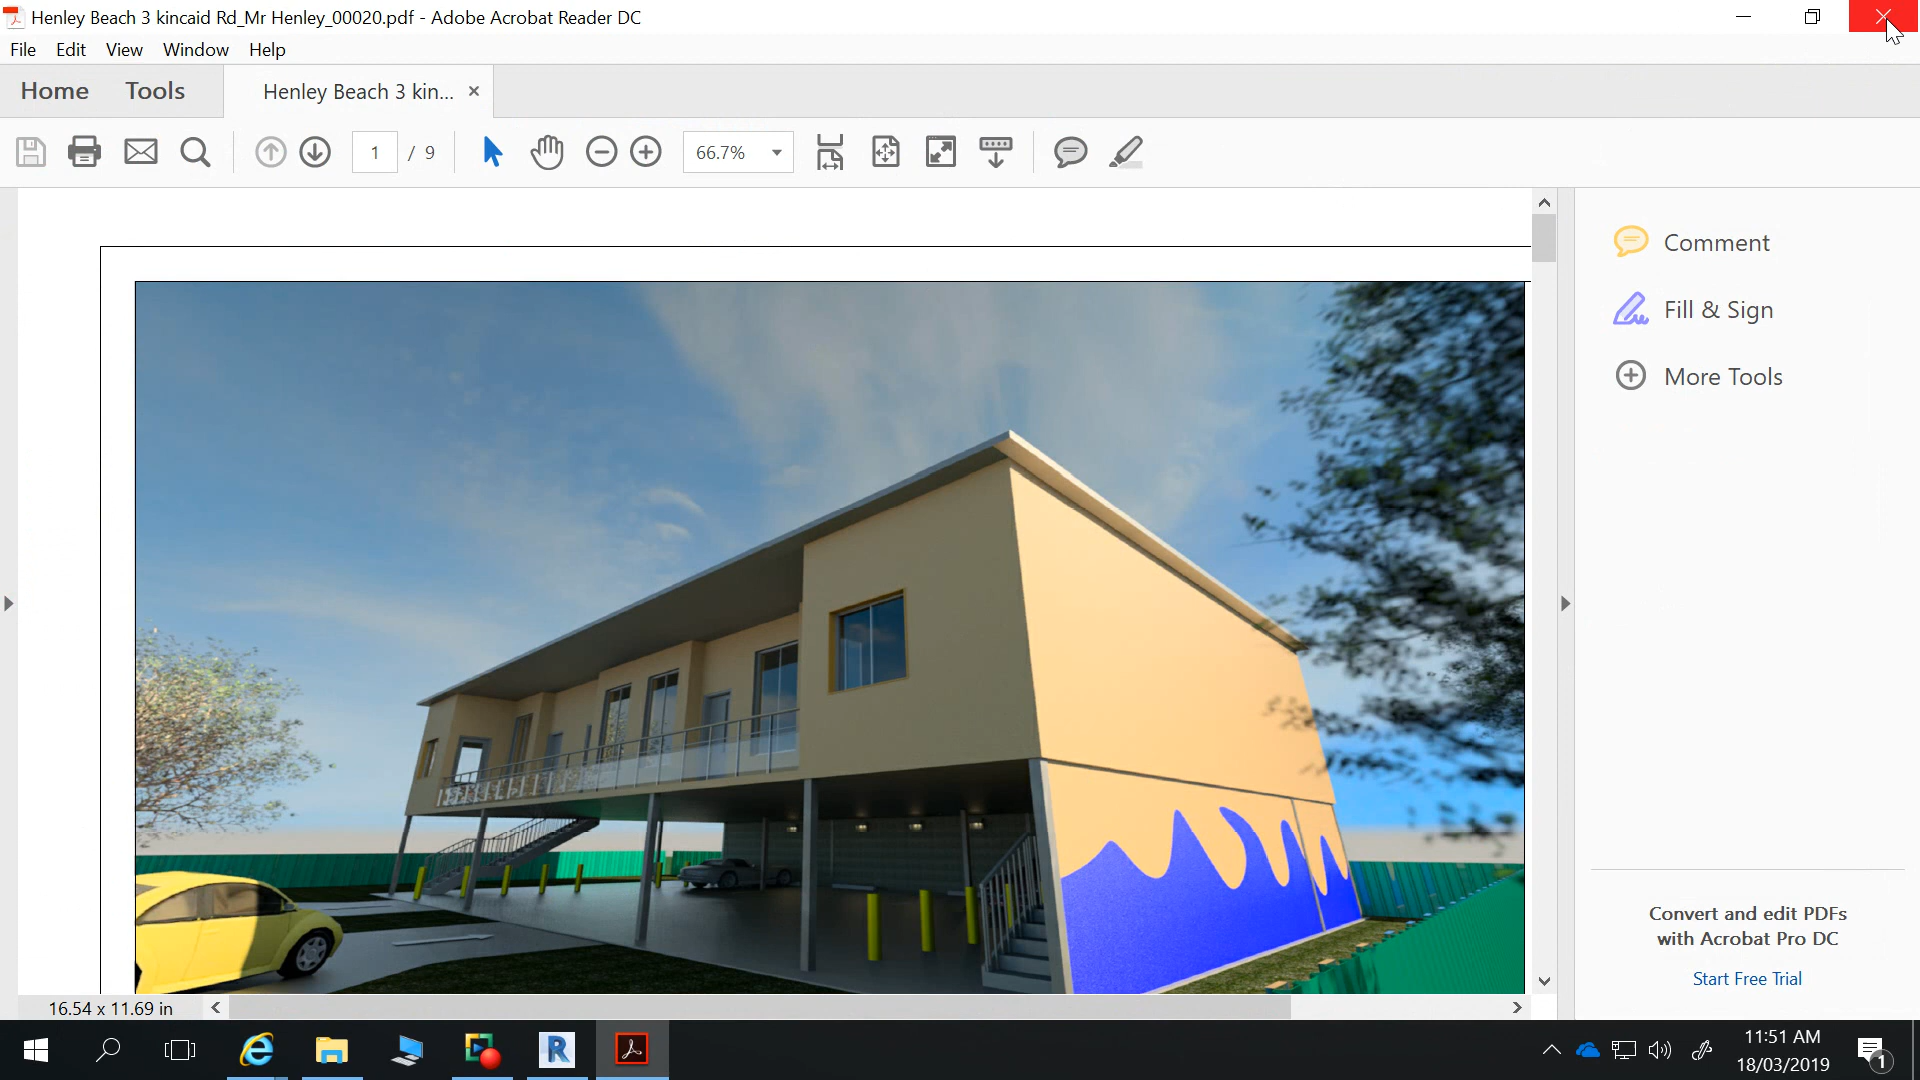 Henley Beach 3 kincaid Rd_Mr Henley_00020.pdf - Adobe Acrobat Reader DC
File Edit View Window Help
Home Tools Henley Beach 3 kin... ×
1 / 9 66.7%
Comment
Fill & Sign
More Tools
Convert and edit PDFs
with Acrobat Pro DC
Start Free Trial
16.54 x 11.69 in
R
11:51 AM
18/03/2019
1